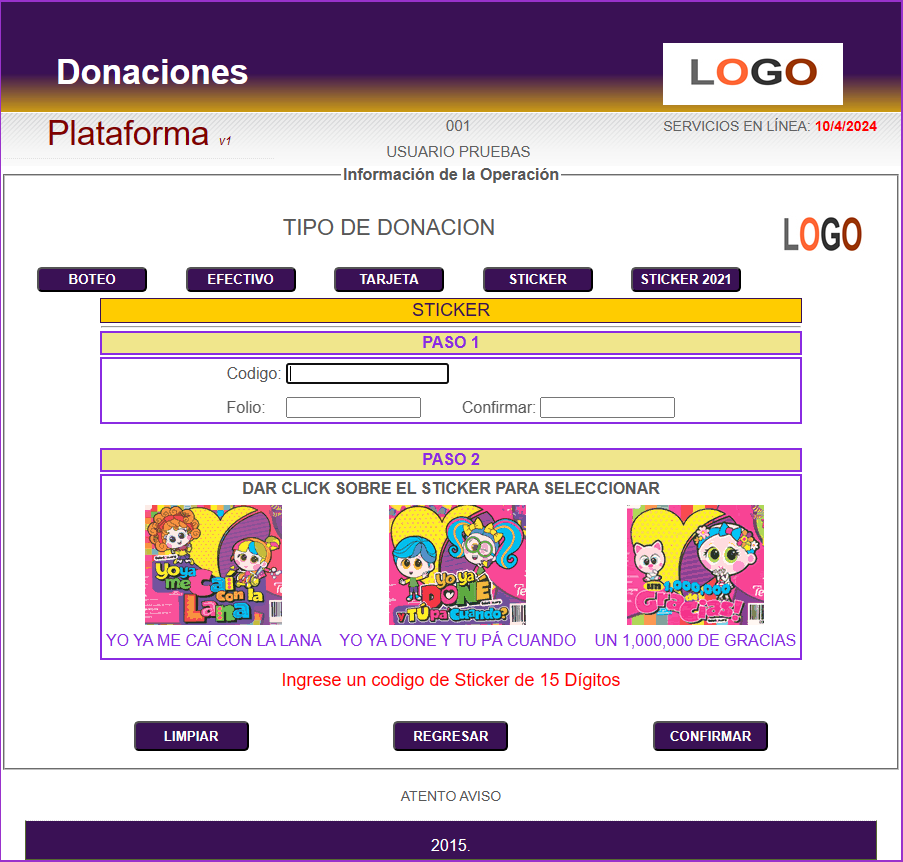 Donaciones
LOGO
Plataforma v1
001
SERVICIOS EN LÍNEA: 10/4/2024
USUARIO PRUEBAS
Información de la Operación
TIPO DE DONACION
LOGO
BOTEO EFECTIVO TARJETA STICKER STICKER 2021
STICKER
PASO 1
Codigo:
Folio: Confirmar:
PASO 2
DAR CLICK SOBRE EL STICKER PARA SELECCIONAR
Yo ya
me Caí
con la
Lana
Yo ya
DONÉ
y TÚ pa Cuándo?
un 1,000,000
de
Gracias!
YO YA ME CAÍ CON LA LANA YO YA DONE Y TU PÁ CUANDO UN 1,000,000 DE GRACIAS
Ingrese un codigo de Sticker de 15 Dígitos
LIMPIAR REGRESAR CONFIRMAR
ATENTO AVISO
2015.